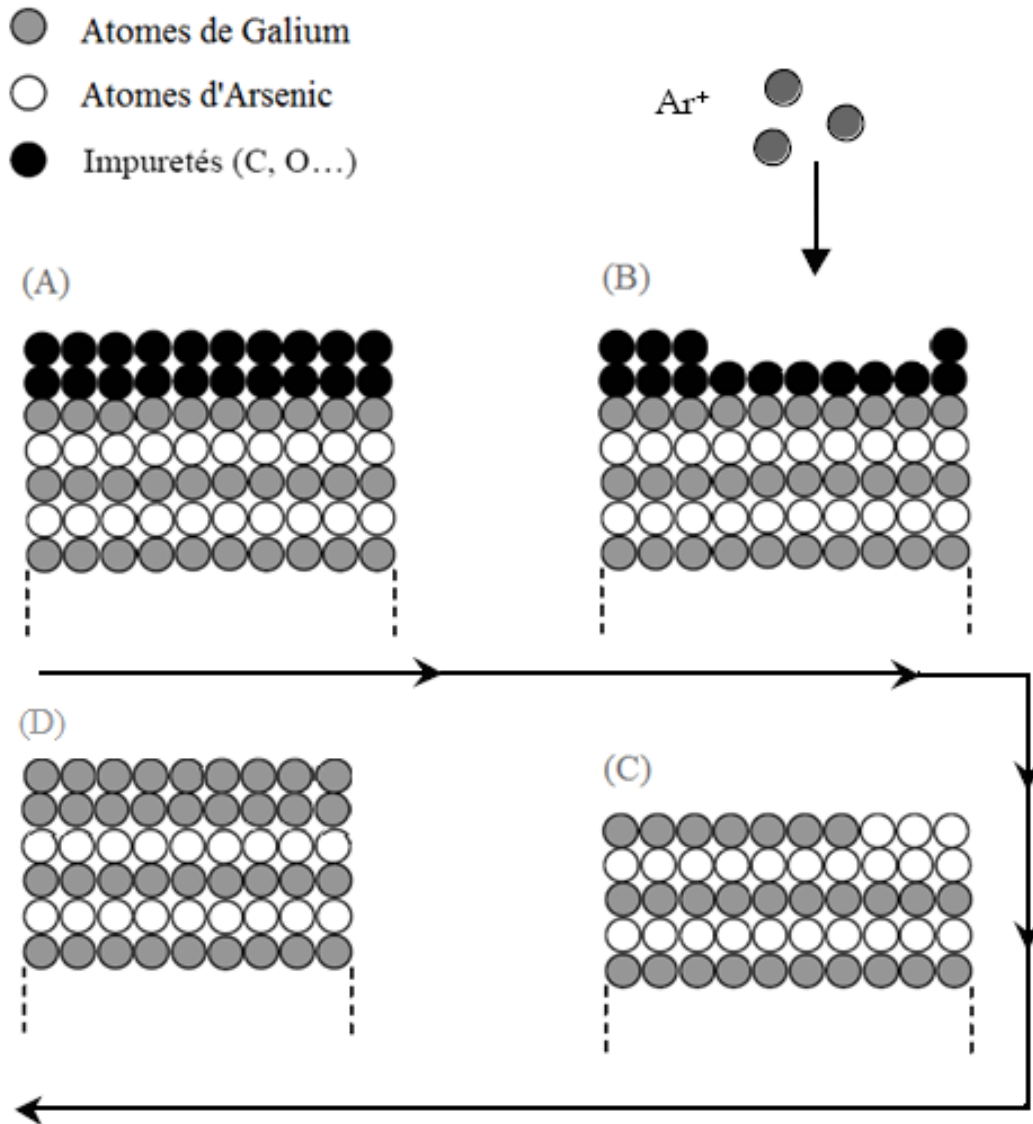 Atomes de Galium
Atomes d'Arsenic
Impuretés (C, O…)
Ar⁺
(A)
(B)
(D)
(C)